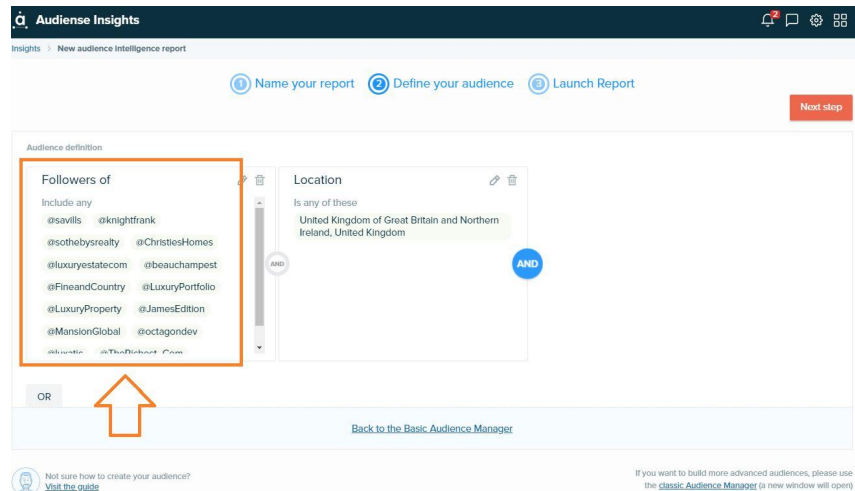 Audiense Insights
2
Insights > New audience intelligence report
1 Name your report 2 Define your audience 3 Launch Report
Next step
Audience definition
Followers of
Include any
@savills @knightfrank
@sothebysrealty @ChristiesHomes
@luxuryestatecom @beauchampest
@FineandCountry @LuxuryPortfolio
@LuxuryProperty @JamesEdition
@MansionGlobal @octagondev
@luxatic @TheRichest_Com
AND
Location
Is any of these
United Kingdom of Great Britain and Northern
Ireland, United Kingdom
AND
OR
Back to the Basic Audience Manager
Not sure how to create your audience?
Visit the guide
If you want to build more advanced audiences, please use
the classic Audience Manager (a new window will open)